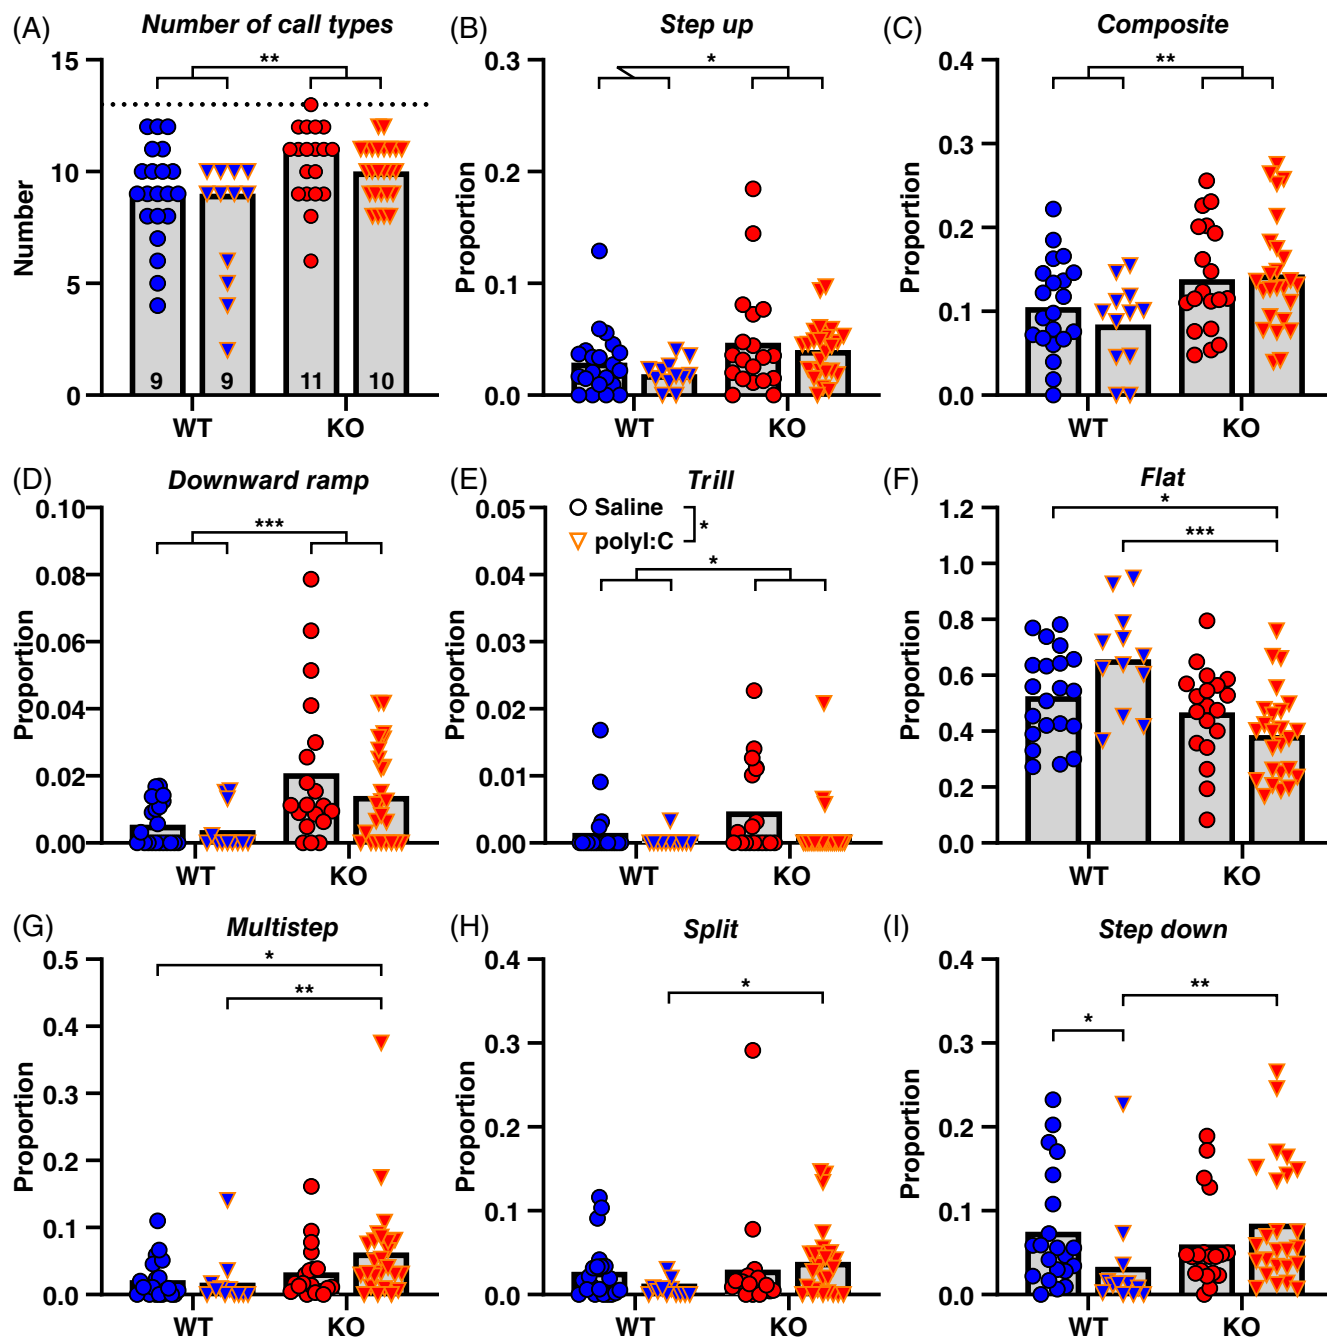 (A) Number of call types
15
**
10
Number
5
9 9 11 10
0
WT KO
(B) Step up
0.3
*
0.2
Proportion
0.1
0.0
WT KO
(C) Composite
0.4
**
0.3
Proportion
0.2
0.1
0.0
WT KO
(D) Downward ramp
0.10
***
0.08
0.06
Proportion
0.04
0.02
0.00
WT KO
(E) Trill
0.05
Saline
*
polyI:C
*
0.04
0.03
Proportion
0.02
0.01
0.00
WT KO
(F) Flat
1.2
*
***
1.0
0.8
Proportion
0.6
0.4
0.2
0.0
WT KO
(G) Multistep
0.5
*
**
0.4
0.3
Proportion
0.2
0.1
0.0
WT KO
(H) Split
0.4
*
0.3
Proportion
0.2
0.1
0.0
WT KO
(I) Step down
0.4
**
*
0.3
Proportion
0.2
0.1
0.0
WT KO